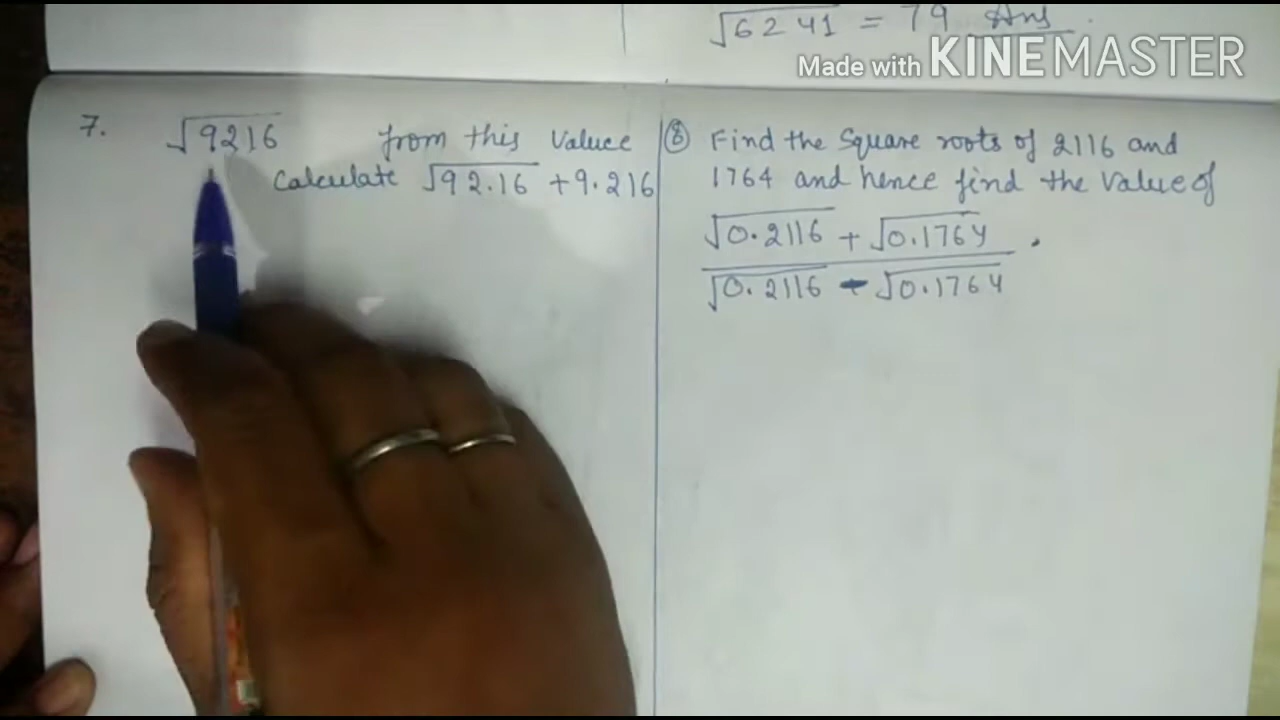 √6241 = 79 Ans.
Made with KINEMASTER
7. √9216 from this Valuee
Calculate √92.16 + 9.216
⑧ Find the Square roots of 2116 and
1764 and hence find the value of
√0.2116 + √0.1764 .
√0.2116 - √0.1764